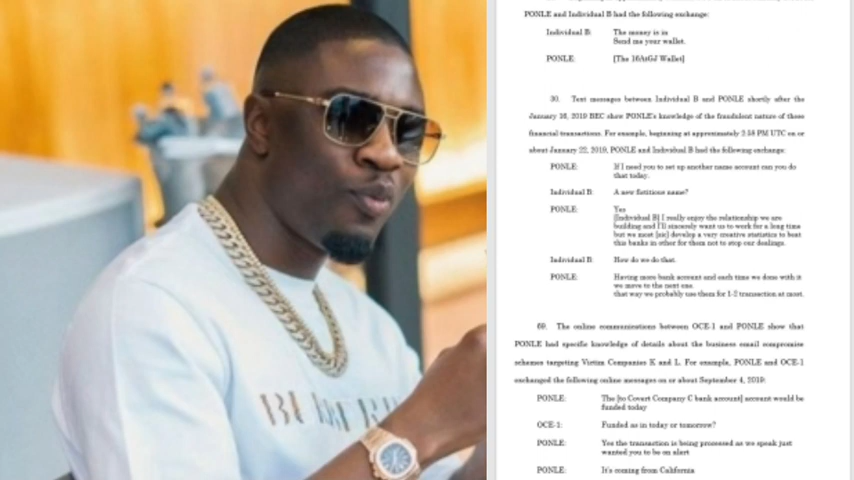 PONLE and Individual B had the following exchange:
Individual B: The money is in
Send me your wallet.
PONLE: [The 16AtGJ Wallet]
30. Text messages between Individual B and PONLE shortly after the
January 16, 2019 BEC show PONLE's knowledge of the fraudulent nature of these
financial transactions. For example, beginning at approximately 2:58 PM UTC on or
about January 22, 2019, PONLE and Individual B had the following exchange:
PONLE: If I need you to set up another name account can you do
that today.
Individual B: A new fictitious name?
PONLE: Yes
[Individual B] I really enjoy the relationship we are
building and I'll sincerely want us to work for a long time
but we most [sic] develop a very creative statistics to beat
this banks in other for them not to stop our dealings.
Individual B: How do we do that.
PONLE: Having more bank account and each time we done with it
we move to the next one.
that way we probably use them for 1-2 transaction at most.
69. The online communications between OCE-1 and PONLE show that
PONLE had specific knowledge of details about the business email compromise
schemes targeting Victim Companies K and L. For example, PONLE and OCE-1
exchanged the following online messages on or about September 4, 2019:
PONLE: The [to Covert Company C bank account] account would be
funded today
OCE-1: Funded as in today or tomorrow?
PONLE: Yes the transaction is being processed as we speak just
wanted you to be on alert
PONLE: It's coming from California